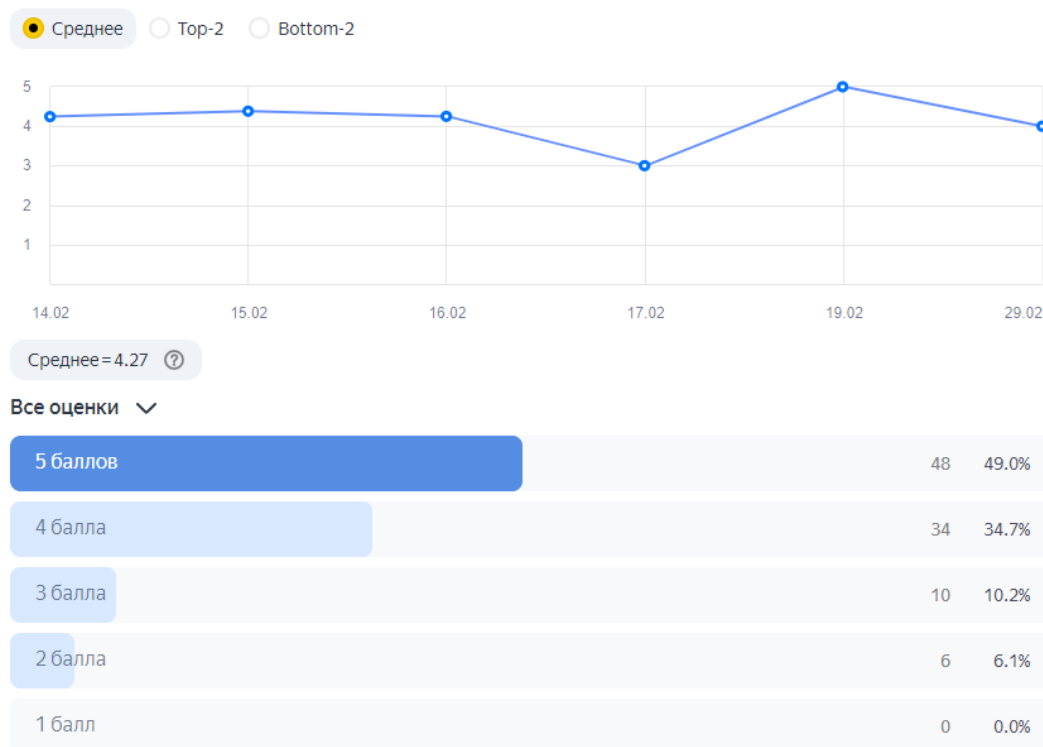 Среднее Top-2 Bottom-2
5
4
3
2
1
14.02 15.02 16.02 17.02 19.02 29.02
Среднее=4.27 ?
Все оценки
5 баллов 48 49.0%
4 балла 34 34.7%
3 балла 10 10.2%
2 балла 6 6.1%
1 балл 0 0.0%